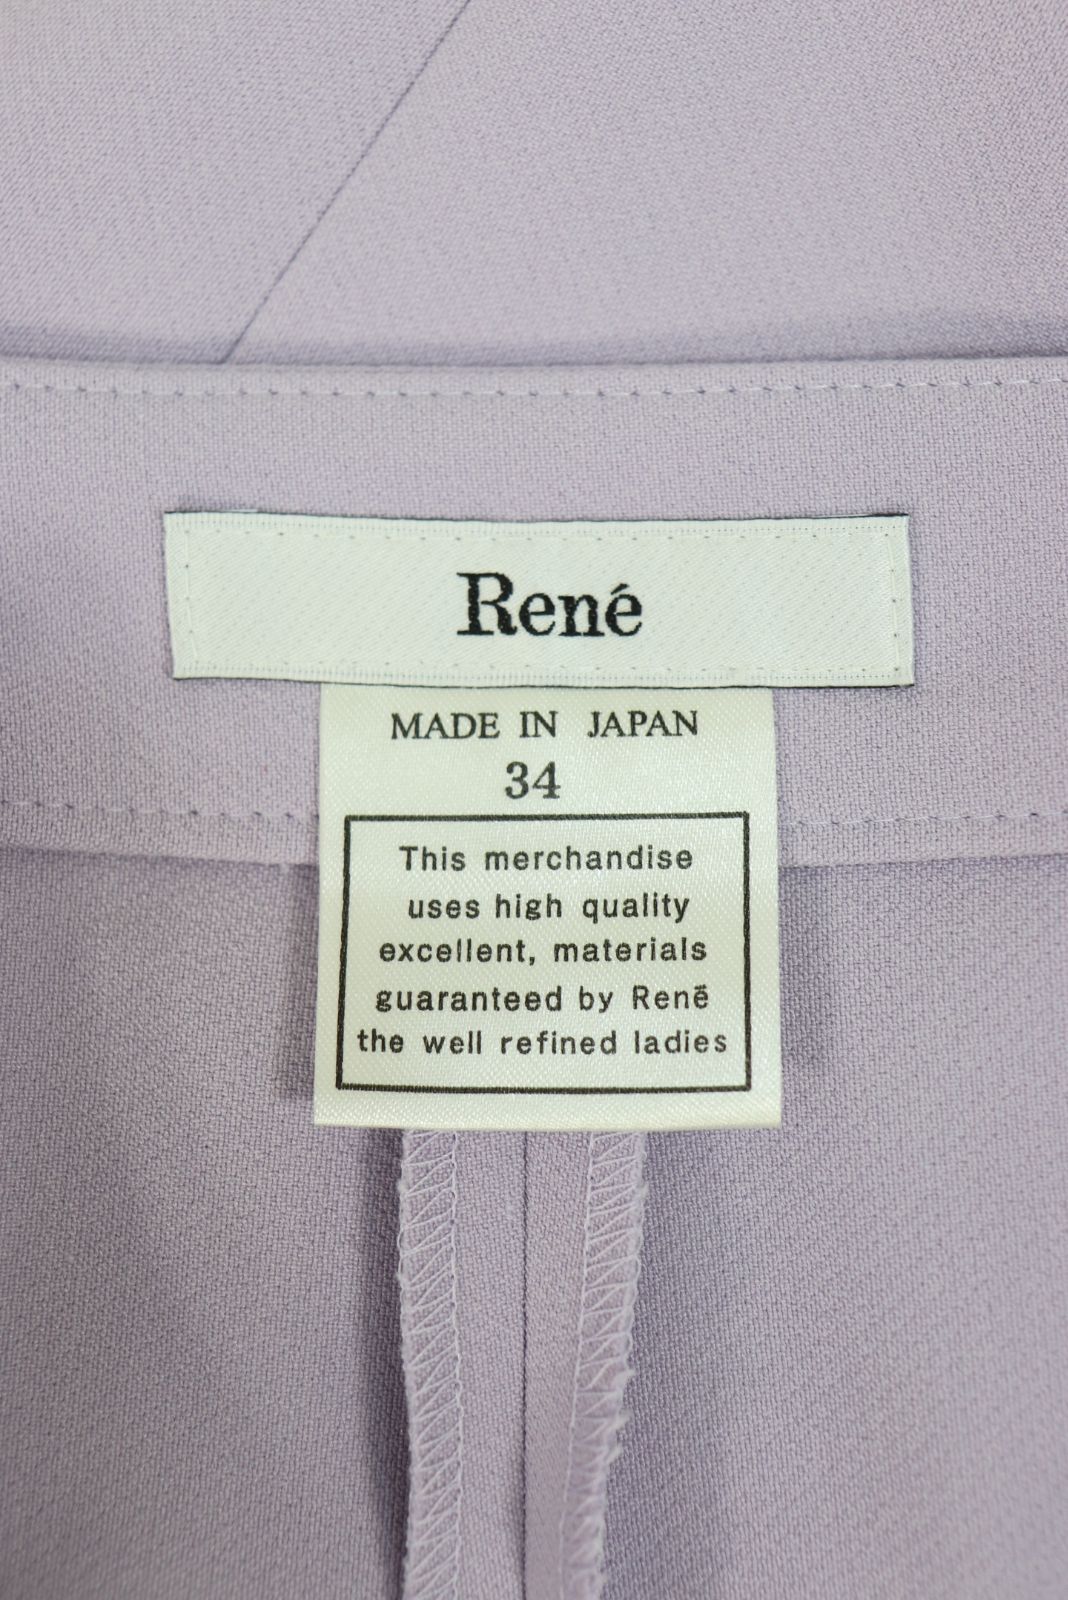 René
MADE IN JAPAN
34
This merchandise
uses high quality
excellent, materials
guaranteed by Renē
the well refined ladies